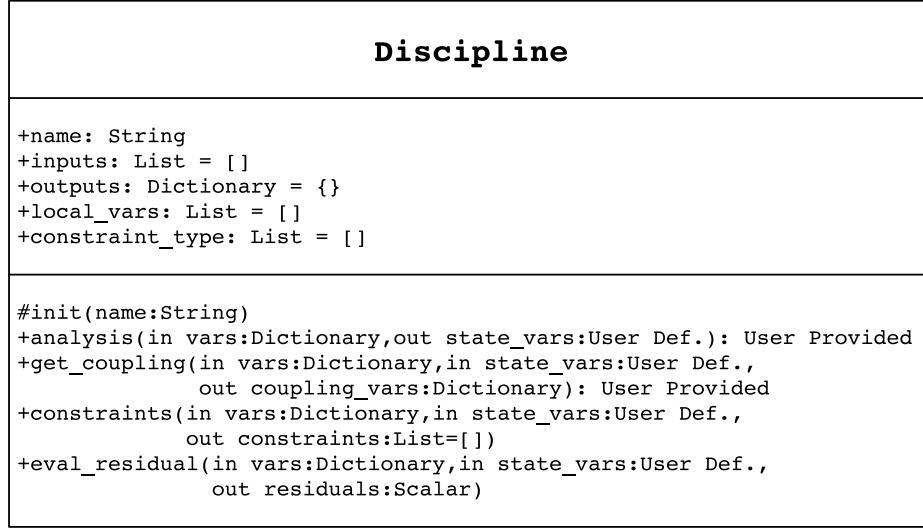 Discipline
+name: String
+inputs: List = []
+outputs: Dictionary = {}
+local_vars: List = []
+constraint_type: List = []
#init(name:String)
+analysis(in vars:Dictionary,out state_vars:User Def.): User Provided
+get_coupling(in vars:Dictionary,in state_vars:User Def.,
out coupling_vars:Dictionary): User Provided
+constraints(in vars:Dictionary,in state_vars:User Def.,
out constraints:List=[])
+eval_residual(in vars:Dictionary,in state_vars:User Def.,
out residuals:Scalar)